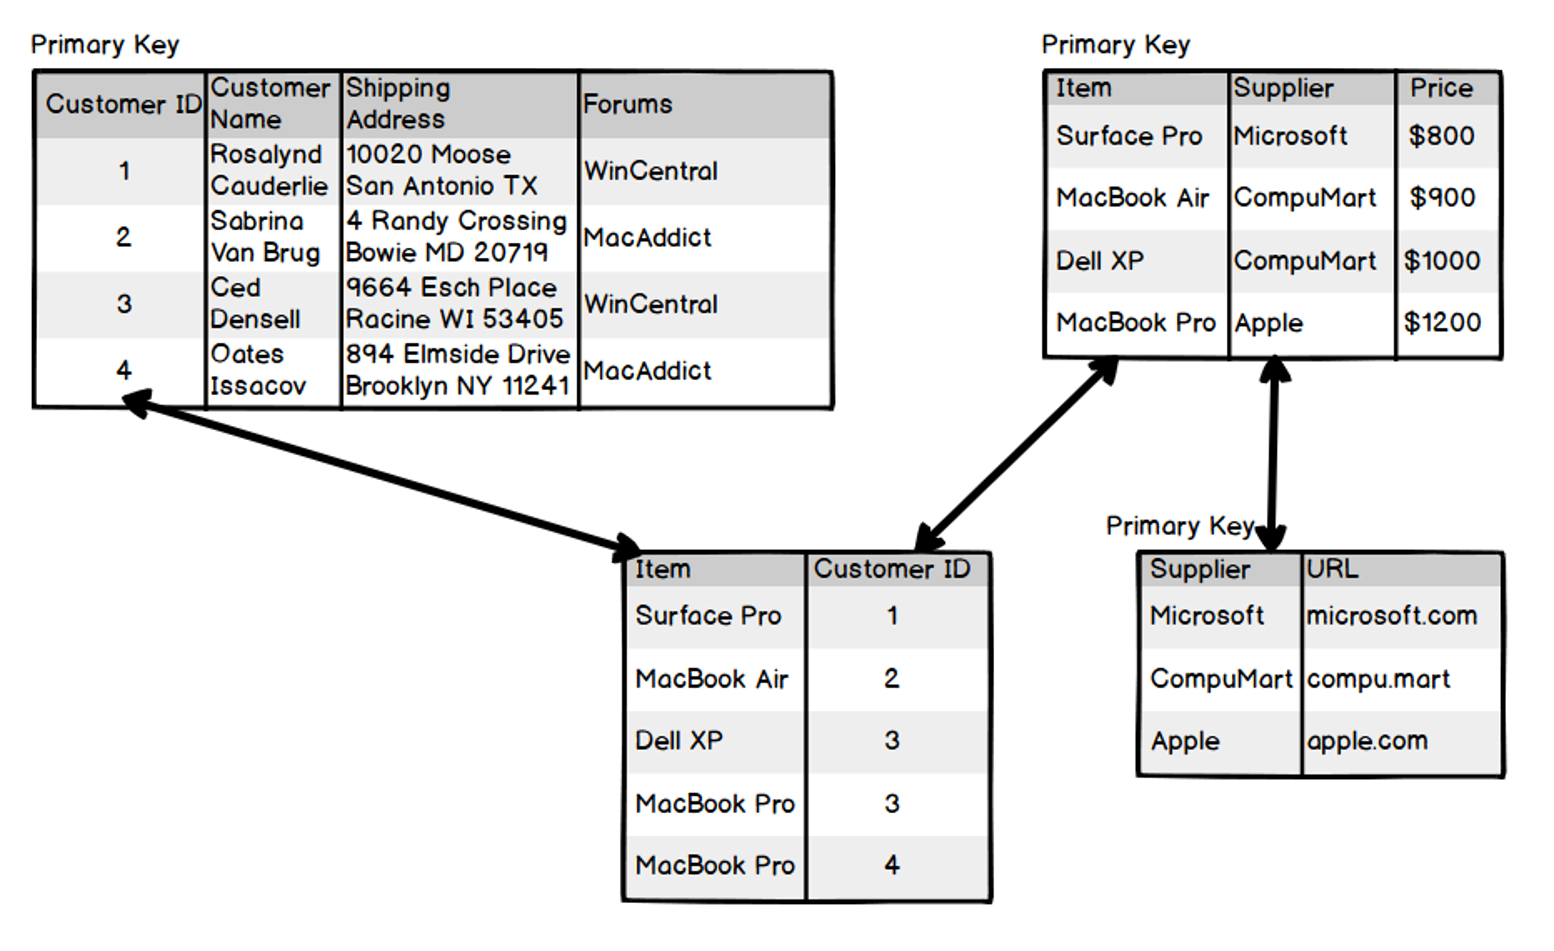 Primary Key
Customer ID
Customer
Name
Shipping
Address
Forums
1
Rosalynd
Cauderlie
10020 Moose
San Antonio TX
WinCentral
2
Sabrina
Van Brug
4 Randy Crossing
Bowie MD 20719
MacAddict
3
Ced
Densell
9664 Esch Place
Racine WI 53405
WinCentral
4
Oates
Issacov
894 Elmside Drive
Brooklyn NY 11241
MacAddict
Primary Key
Item Supplier Price
Surface Pro Microsoft $800
MacBook Air CompuMart $900
Dell XP CompuMart $1000
MacBook Pro Apple $1200
Item Customer ID
Surface Pro 1
MacBook Air 2
Dell XP 3
MacBook Pro 3
MacBook Pro 4
Primary Key
Supplier URL
Microsoft microsoft.com
CompuMart compu.mart
Apple apple.com